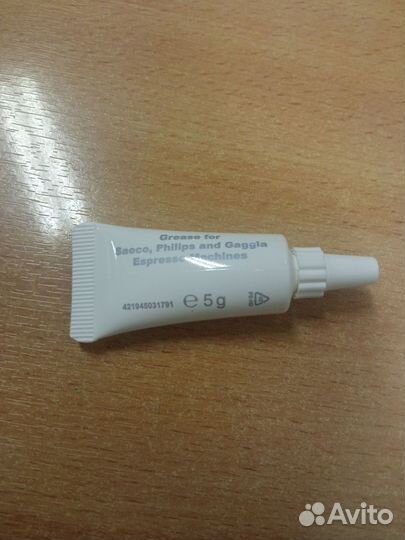 Grease for
Saeco, Philips and Gaggia
Espresso Machines
421945031791 e 5g
Avito